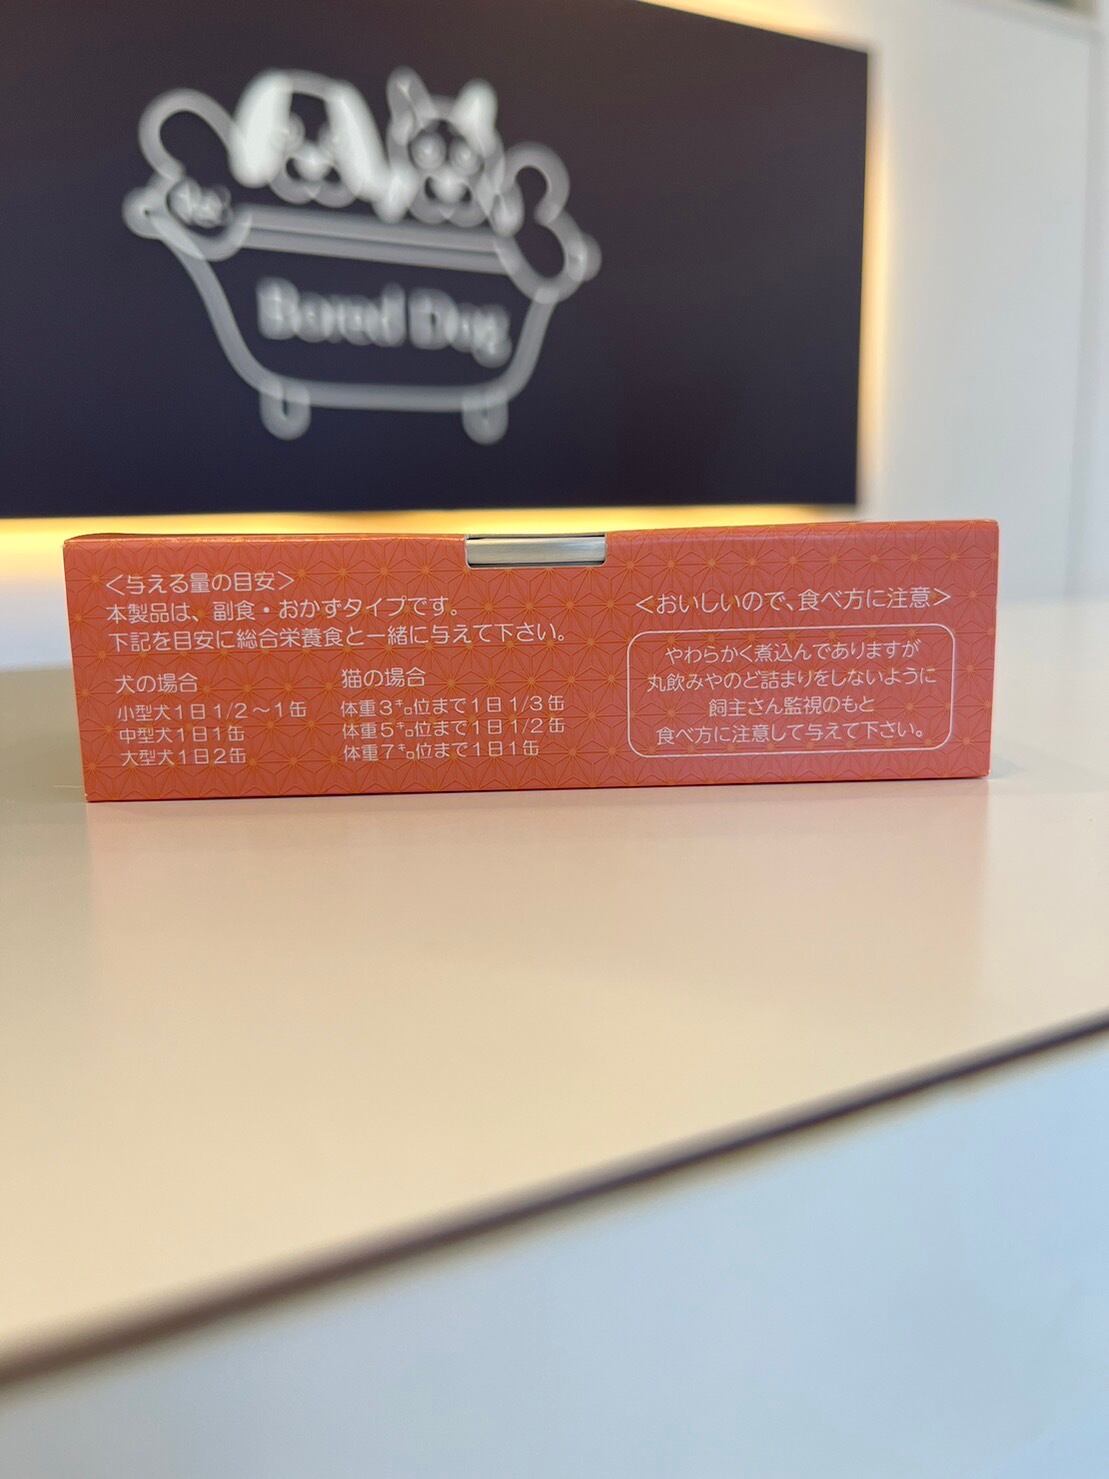 Bored Dog
<与える量の目安>
本製品は、副食・おかずタイプです。
下記を目安に総合栄養食と一緒に与えて下さい。
犬の場合
小型犬1日1/2～1缶
中型犬1日1缶
大型犬1日2缶
猫の場合
体重3㌔位まで1日1/3缶
体重5㌔位まで1日1/2缶
体重7㌔位まで1日1缶
<おいしいので、食べ方に注意>
やわらかく煮込んでありますが
丸飲みやのど詰まりをしないように
飼主さん監視のもと
食べ方に注意して与えて下さい。